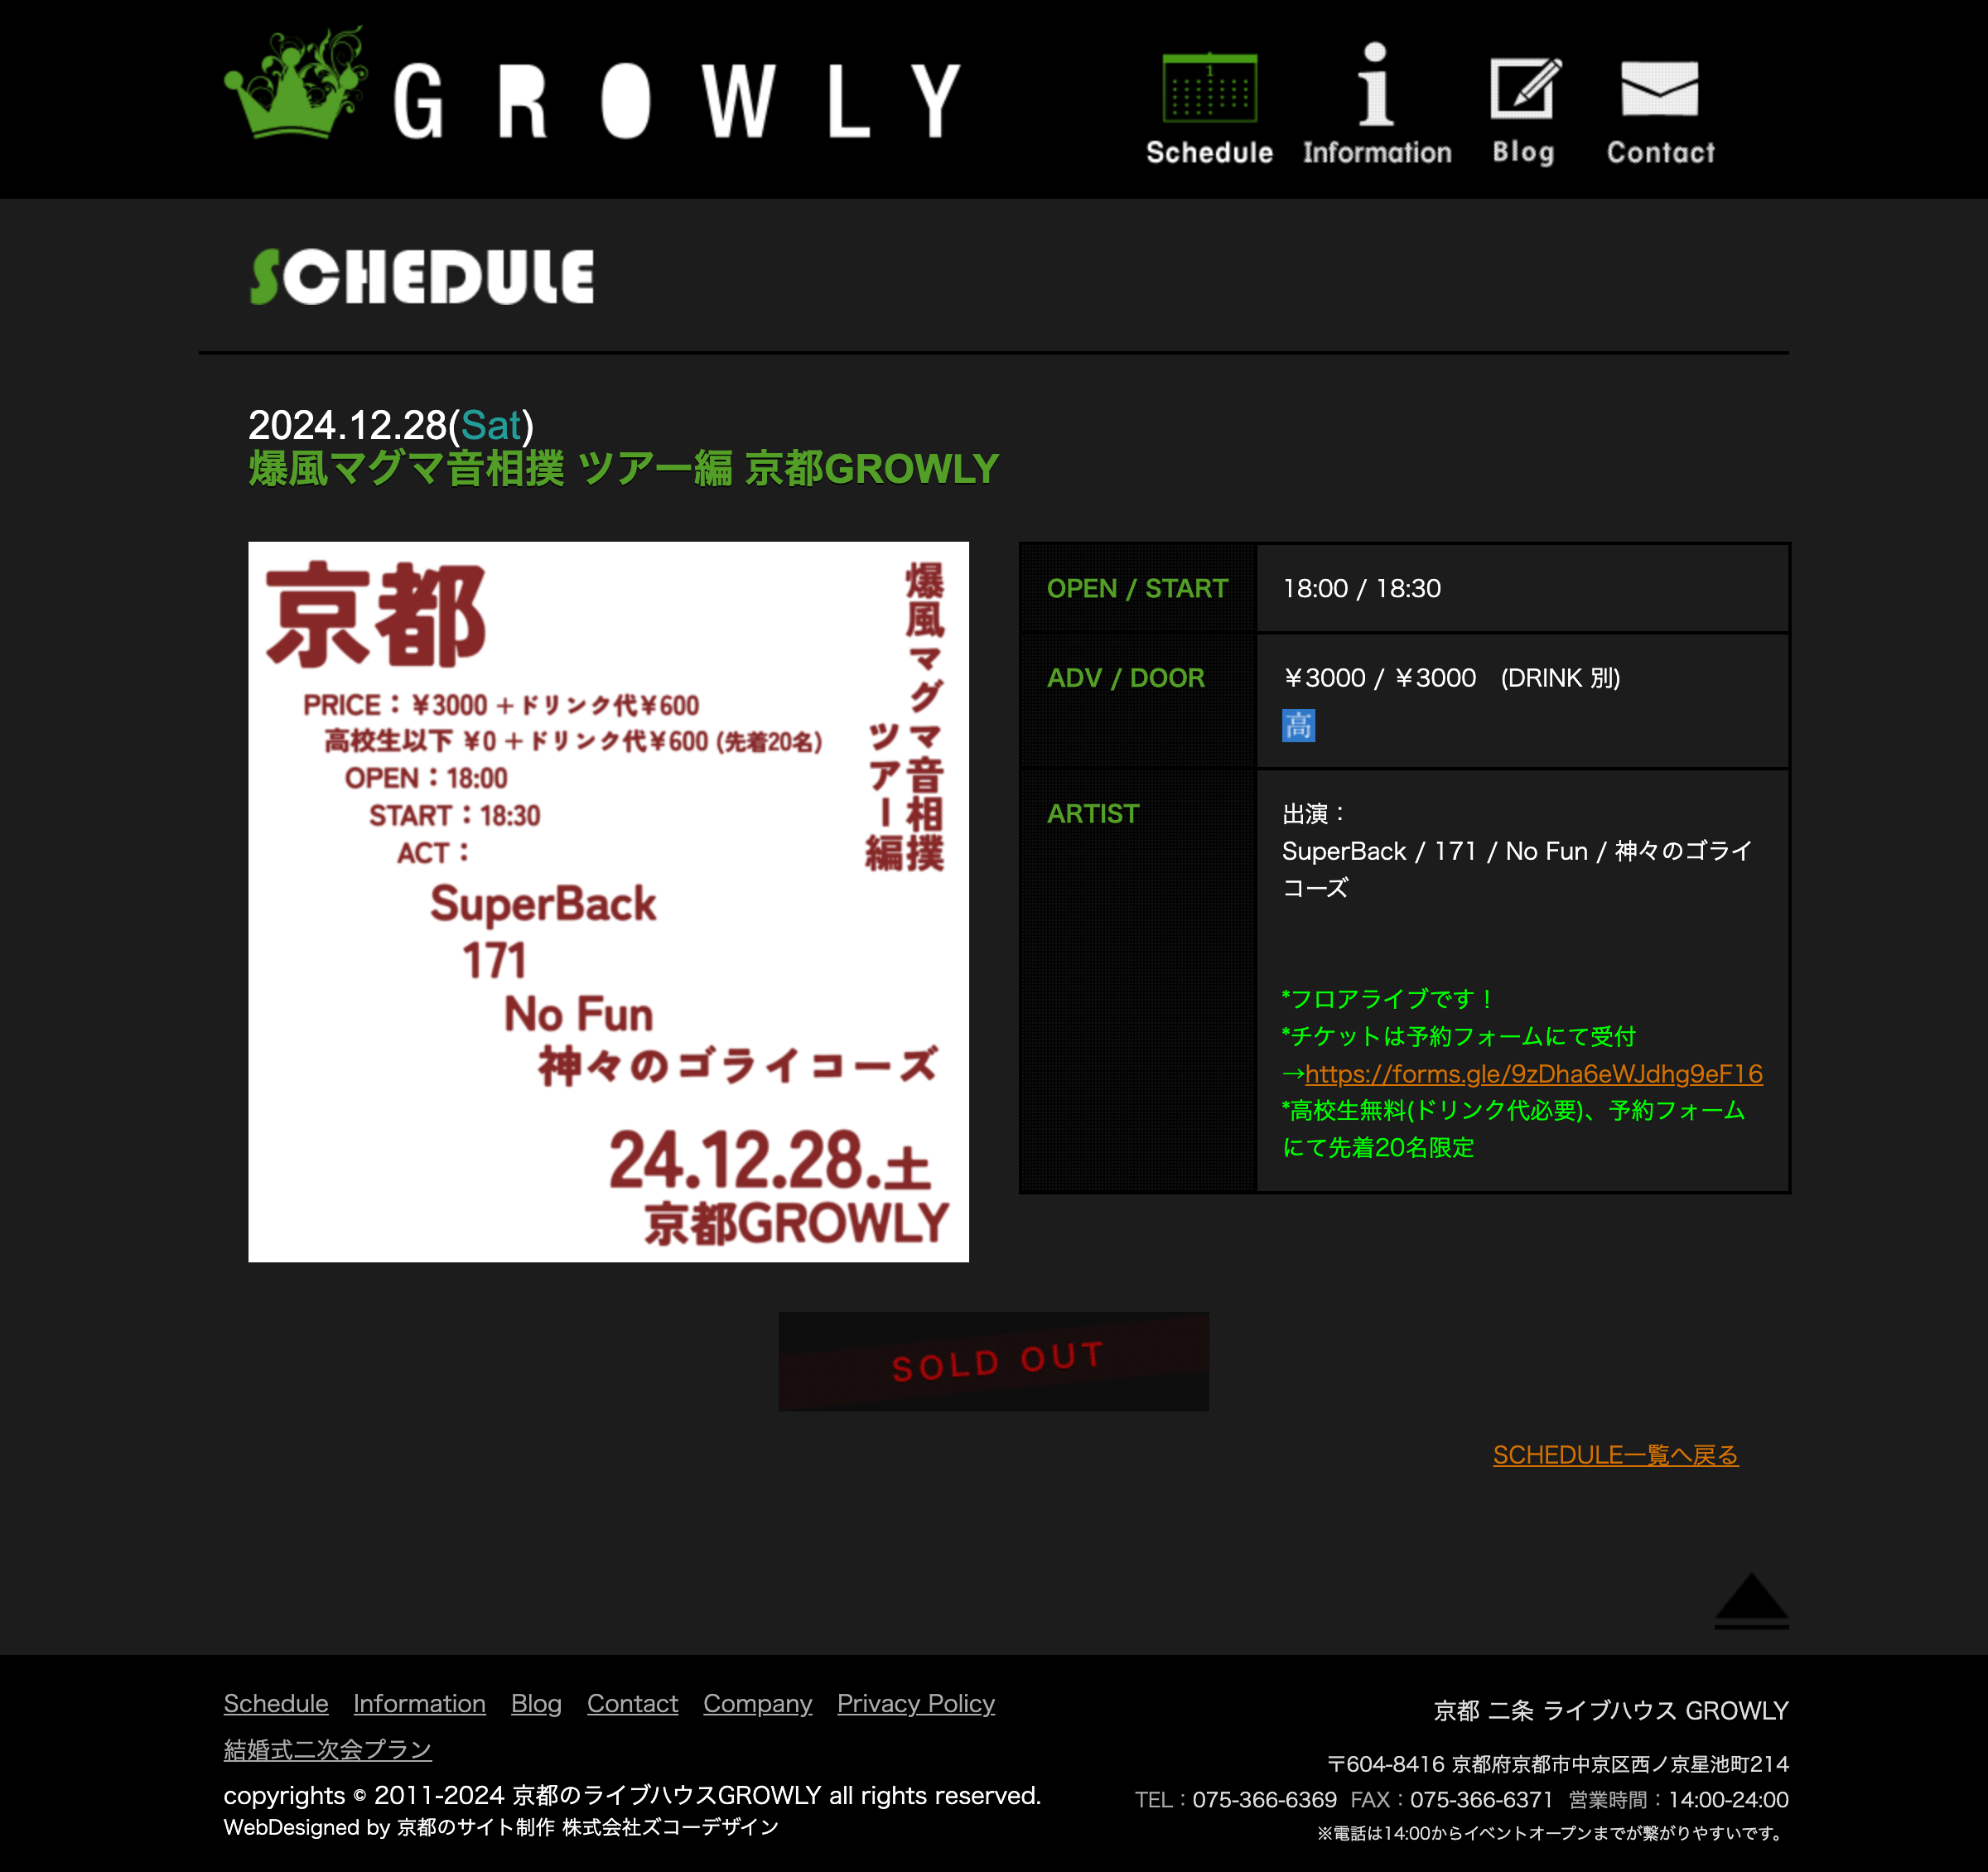 GROWLY
1
Schedule
Information
Blog
Contact
SCHEDULE
2024.12.28(Sat)
爆風マグマ音相撲 ツアー編 京都GROWLY
京都
爆風マグマ音相撲
ツアー編
PRICE：¥3000 +ドリンク代¥600
高校生以下 ¥0 +ドリンク代¥600 (先着20名)
OPEN：18:00
START：18:30
ACT：
SuperBack
171
No Fun
神々のゴライコーズ
24.12.28.土
京都GROWLY
OPEN / START
18:00 / 18:30
ADV / DOOR
￥3000 / ￥3000　(DRINK 別)
高
ARTIST
出演：
SuperBack / 171 / No Fun / 神々のゴライ
コーズ
*フロアライブです！
*チケットは予約フォームにて受付
→https://forms.gle/9zDha6eWJdhg9eF16
*高校生無料(ドリンク代必要)、予約フォーム
にて先着20名限定
SOLD OUT
SCHEDULE一覧へ戻る
Schedule Information Blog Contact Company Privacy Policy
結婚式二次会プラン
copyrights © 2011-2024 京都のライブハウスGROWLY all rights reserved.
WebDesigned by 京都のサイト制作 株式会社ズコーデザイン
京都 二条 ライブハウス GROWLY
〒604-8416 京都府京都市中京区西ノ京星池町214
TEL：075-366-6369 FAX：075-366-6371 営業時間：14:00-24:00
※電話は14:00からイベントオープンまでが繋がりやすいです。